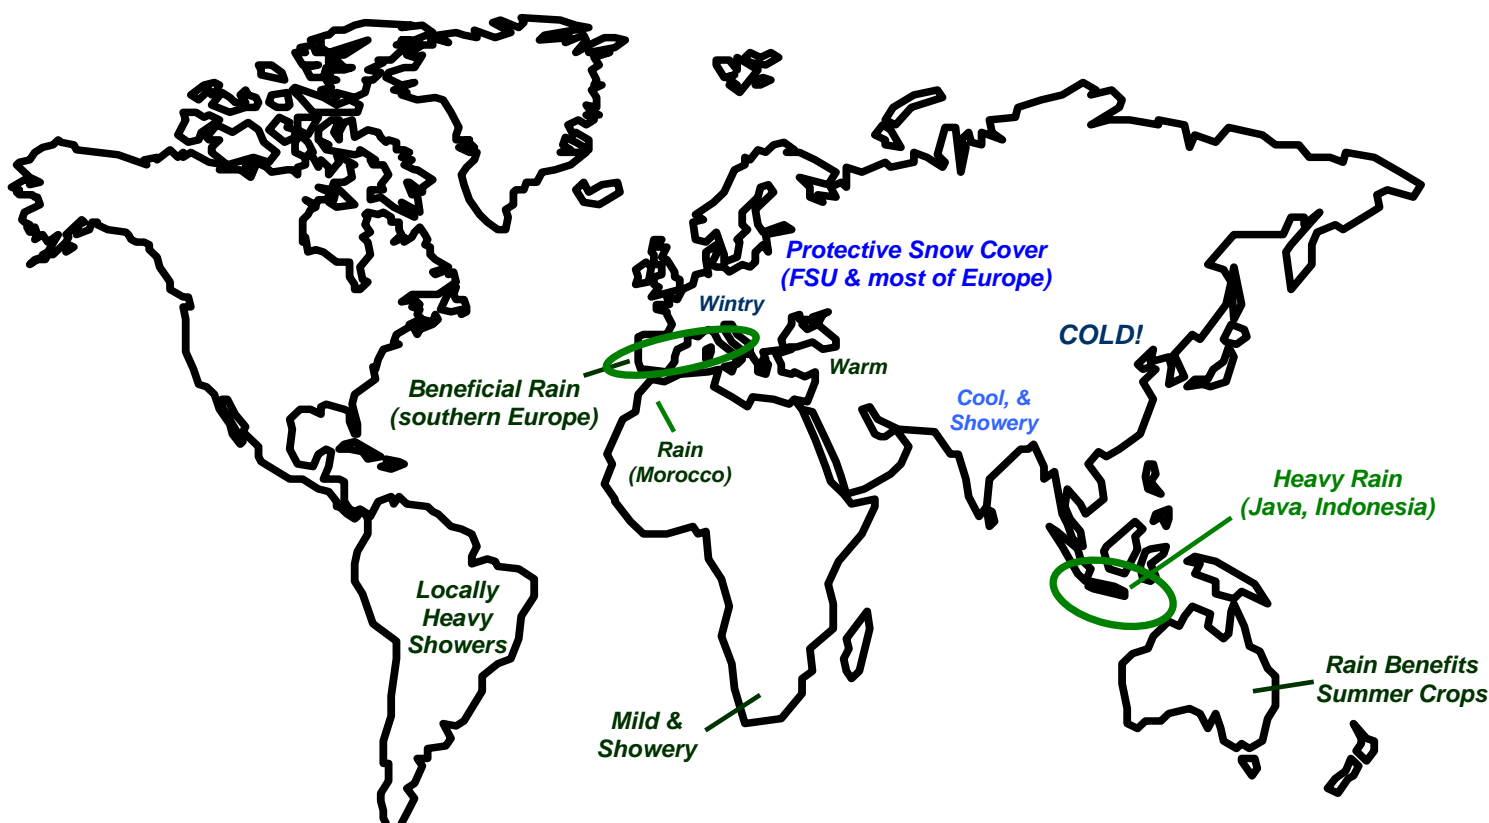 Protective Snow Cover
(FSU & most of Europe)
Wintry
COLD!
Warm
Beneficial Rain
(southern Europe)
Cool, &
Showery
Rain
(Morocco)
Heavy Rain
(Java, Indonesia)
Locally
Heavy
Showers
Rain Benefits
Summer Crops
Mild &
Showery